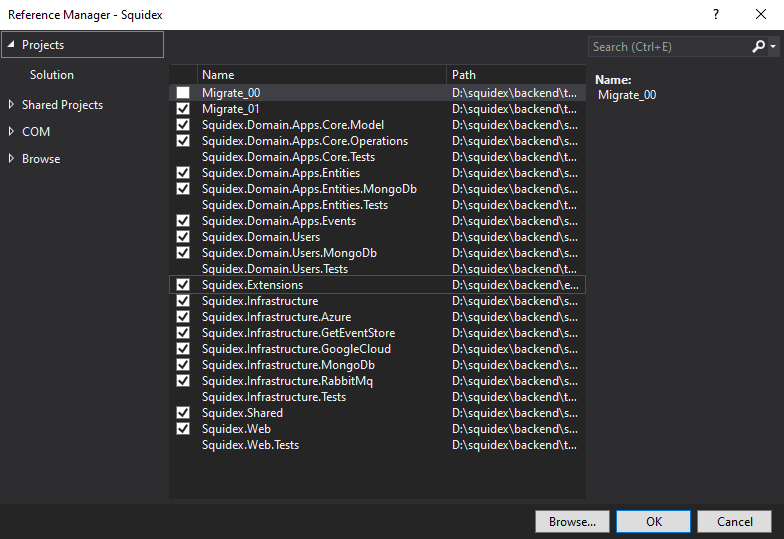 Reference Manager - Squidex
? ×
Projects
Solution
Shared Projects
COM
Browse
Search (Ctrl+E)
Name Path
Migrate_00 D:\squidex\backend\t...
Migrate_01 D:\squidex\backend\t...
Squidex.Domain.Apps.Core.Model D:\squidex\backend\s...
Squidex.Domain.Apps.Core.Operations D:\squidex\backend\s...
Squidex.Domain.Apps.Core.Tests D:\squidex\backend\t...
Squidex.Domain.Apps.Entities D:\squidex\backend\s...
Squidex.Domain.Apps.Entities.MongoDb D:\squidex\backend\s...
Squidex.Domain.Apps.Entities.Tests D:\squidex\backend\t...
Squidex.Domain.Apps.Events D:\squidex\backend\s...
Squidex.Domain.Users D:\squidex\backend\s...
Squidex.Domain.Users.MongoDb D:\squidex\backend\s...
Squidex.Domain.Users.Tests D:\squidex\backend\t...
Squidex.Extensions D:\squidex\backend\e...
Squidex.Infrastructure D:\squidex\backend\s...
Squidex.Infrastructure.Azure D:\squidex\backend\s...
Squidex.Infrastructure.GetEventStore D:\squidex\backend\s...
Squidex.Infrastructure.GoogleCloud D:\squidex\backend\s...
Squidex.Infrastructure.MongoDb D:\squidex\backend\s...
Squidex.Infrastructure.RabbitMq D:\squidex\backend\s...
Squidex.Infrastructure.Tests D:\squidex\backend\t...
Squidex.Shared D:\squidex\backend\s...
Squidex.Web D:\squidex\backend\s...
Squidex.Web.Tests D:\squidex\backend\t...
Name:
Migrate_00
Browse... OK Cancel